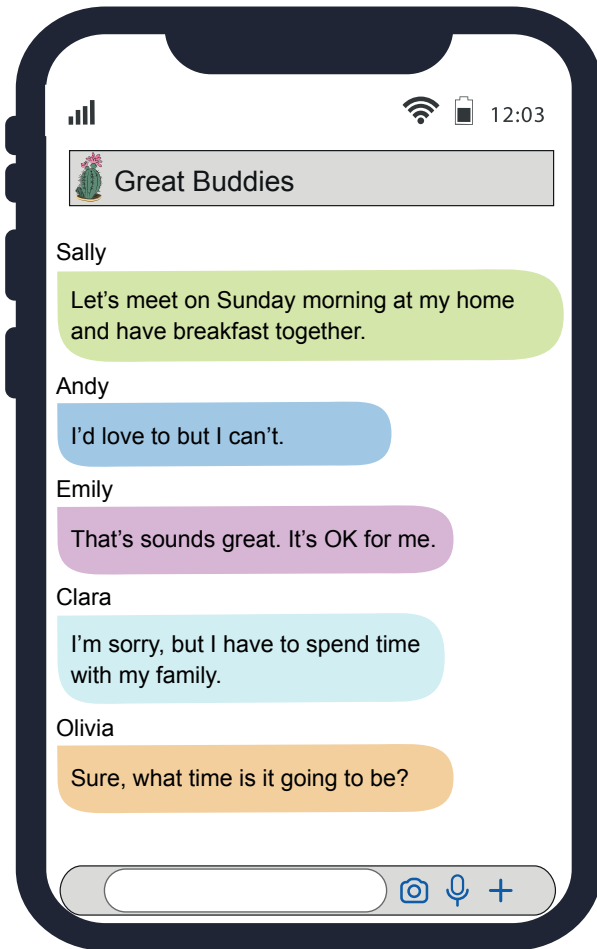 12:03
Great Buddies
Sally
Let's meet on Sunday morning at my home
and have breakfast together.
Andy
I'd love to but I can't.
Emily
That's sounds great. It's OK for me.
Clara
I'm sorry, but I have to spend time
with my family.
Olivia
Sure, what time is it going to be?